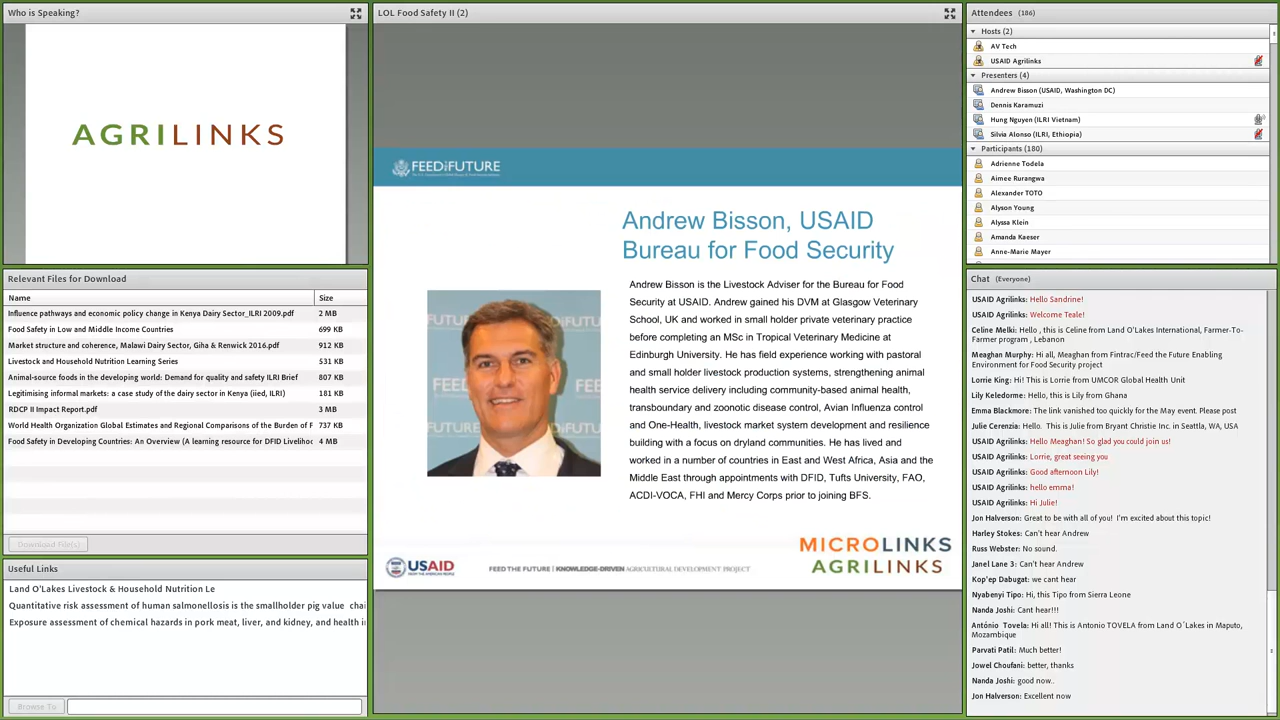 Who is Speaking?
AGRILINKS
Relevant Files for Download
Name Size
Influence pathways and economic policy change in Kenya Dairy Sector_ILRI 2009.pdf 2 MB
Food Safety in Low and Middle Income Countries 699 KB
Market structure and coherence, Malawi Dairy Sector, Giha & Renwick 2016.pdf 912 KB
Livestock and Household Nutrition Learning Series 531 KB
Animal-source foods in the developing world: Demand for quality and safety ILRI Brief 807 KB
Legitimising informal markets: a case study of the dairy sector in Kenya (iied, ILRI) 181 KB
RDCP II Impact Report.pdf 3 MB
World Health Organization Global Estimates and Regional Comparisons of the Burden of F 737 KB
Food Safety in Developing Countries: An Overview (A learning resource for DFID Livelihoo 4 MB
Download File(s)
Useful Links
Land O'Lakes Livestock & Household Nutrition Le
Quantitative risk assessment of human salmonellosis is the smallholder pig value chai
Exposure assessment of chemical hazards in pork meat, liver, and kidney, and health i
Browse To
LOL Food Safety II (2)
FEEDtheFUTURE
Andrew Bisson, USAID
Bureau for Food Security
Andrew Bisson is the Livestock Adviser for the Bureau for Food
Security at USAID. Andrew gained his DVM at Glasgow Veterinary
School, UK and worked in small holder private veterinary practice
before completing an MSc in Tropical Veterinary Medicine at
Edinburgh University. He has field experience working with pastoral
and small holder livestock production systems, strengthening animal
health service delivery including community-based animal health,
transboundary and zoonotic disease control, Avian Influenza control
and One-Health, livestock market system development and resilience
building with a focus on dryland communities. He has lived and
worked in a number of countries in East and West Africa, Asia and the
Middle East through appointments with DFID, Tufts University, FAO,
ACDI-VOCA, FHI and Mercy Corps prior to joining BFS.
USAID
FROM THE AMERICAN PEOPLE
FEED THE FUTURE | KNOWLEDGE-DRIVEN AGRICULTURAL DEVELOPMENT PROJECT
MICROLINKS
AGRILINKS
Attendees (186)
Hosts (2)
AV Tech
USAID Agrilinks
Presenters (4)
Andrew Bisson (USAID, Washington DC)
Dennis Karamuzi
Hung Nguyen (ILRI Vietnam)
Silvia Alonso (ILRI, Ethiopia)
Participants (180)
Adrienne Todela
Aimee Rurangwa
Alexander TOTO
Alyson Young
Alyssa Klein
Amanda Kaeser
Anne-Marie Mayer
Chat (Everyone)
USAID Agrilinks: Hello Sandrine!
USAID Agrilinks: Welcome Teale!
Celine Melki: Hello , this is Celine from Land O'Lakes International, Farmer-To-
Farmer program , Lebanon
Meaghan Murphy: Hi all, Meaghan from Fintrac/Feed the Future Enabling
Environment for Food Security project
Lorrie King: Hi! This is Lorrie from UMCOR Global Health Unit
Lily Keledorme: Hello, this is Lily from Ghana
Emma Blackmore: The link vanished too quickly for the May event. Please post
Julie Cerenzia: Hello. This is Julie from Bryant Christie Inc. in Seattle, WA, USA
USAID Agrilinks: Hello Meaghan! So glad you could join us!
USAID Agrilinks: Lorrie, great seeing you
USAID Agrilinks: Good afternoon Lily!
USAID Agrilinks: hello emma!
USAID Agrilinks: Hi Julie!
Jon Halverson: Great to be with all of you! I'm excited about this topic!
Harley Stokes: Can't hear Andrew
Russ Webster: No sound.
Janel Lane 3: Can't hear Andrew
Kop'ep Dabugat: we cant hear
Nyabenyi Tipo: Hi, this Tipo from Sierra Leone
Nanda Joshi: Cant hear!!!
António Tovela: Hi all! This is Antonio TOVELA from Land O´Lakes in Maputo,
Mozambique
Parvati Patil: Much better!
Jowel Choufani: better, thanks
Nanda Joshi: good now..
Jon Halverson: Excellent now